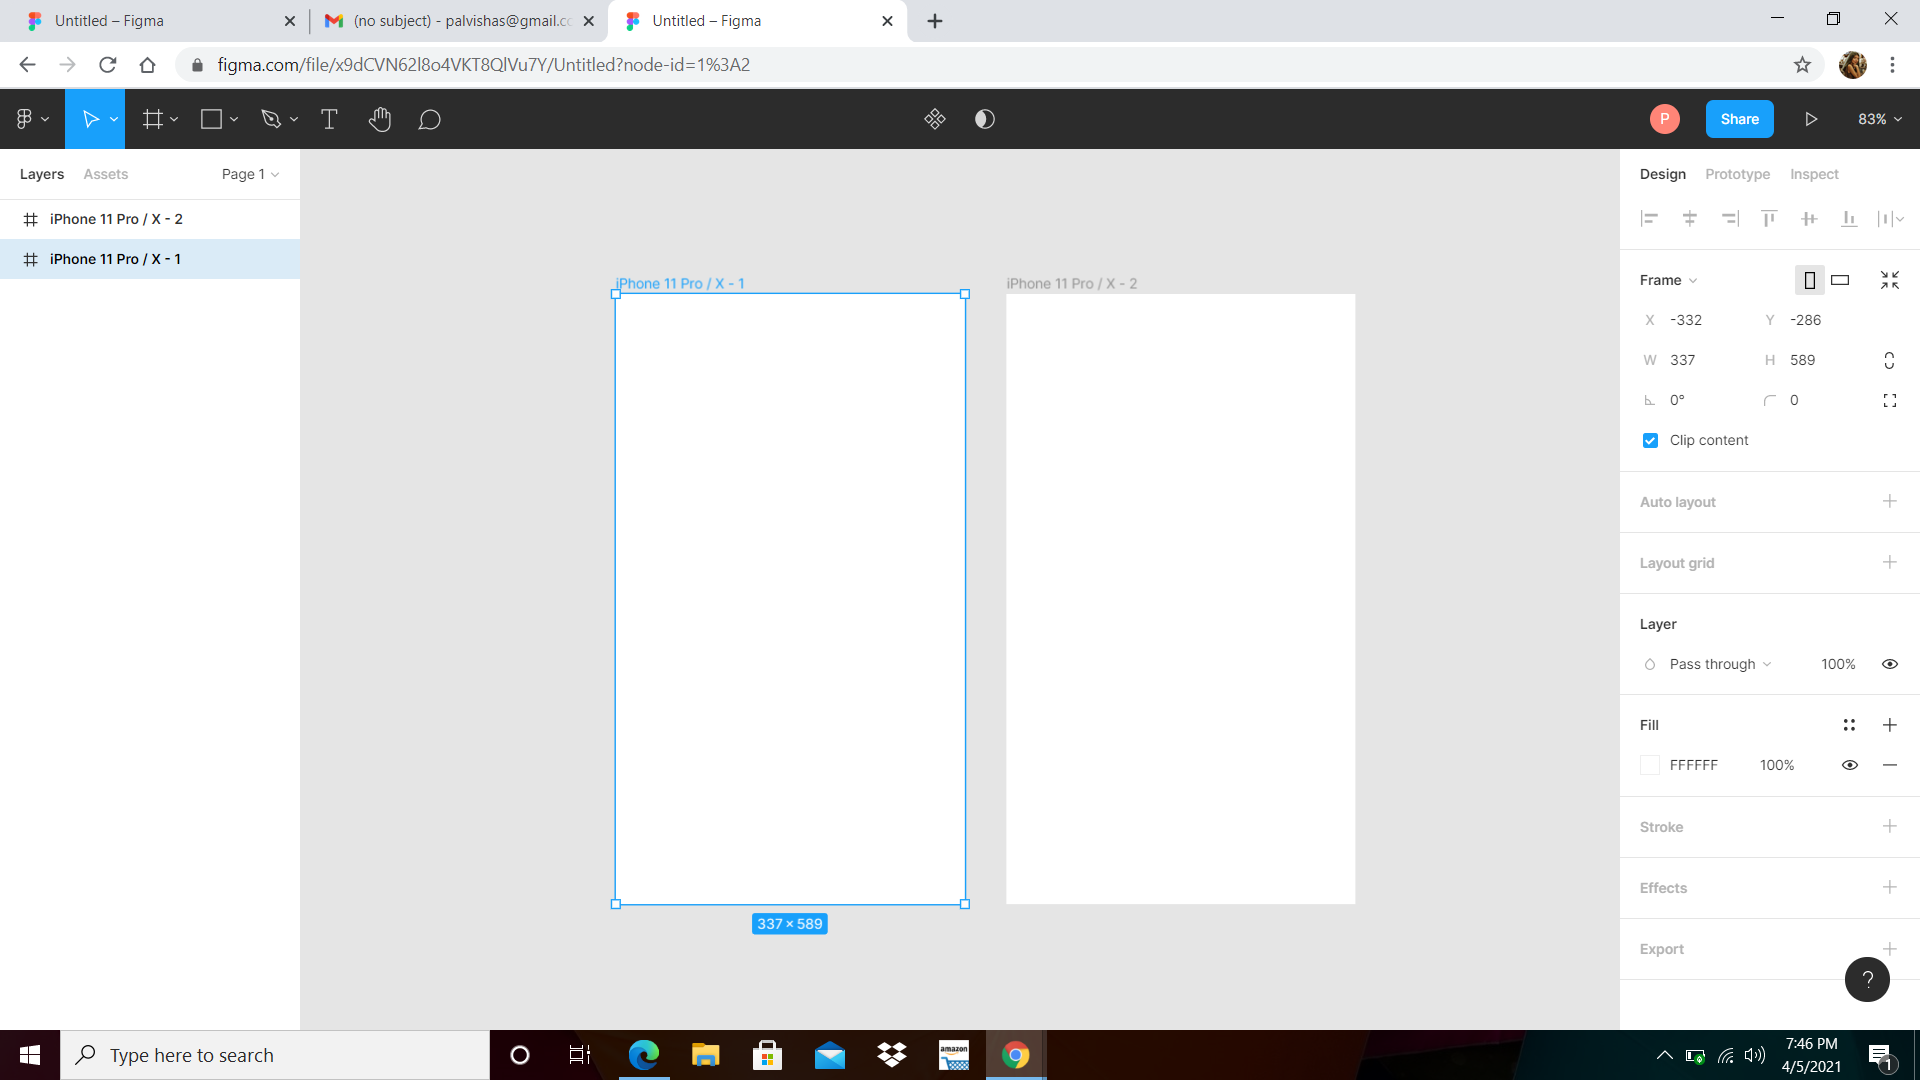 Untitled – Figma
(no subject) - palvishas@gmail.c
Untitled – Figma
figma.com/file/x9dCVN62l8o4VKT8QlVu7Y/Untitled?node-id=1%3A2
P
Share
83%
Layers
Assets
Page 1
iPhone 11 Pro / X - 2
iPhone 11 Pro / X - 1
iPhone 11 Pro / X - 1
iPhone 11 Pro / X - 2
337 × 589
Design
Prototype
Inspect
Frame
X -332
Y -286
W 337
H 589
0°
0
Clip content
Auto layout
Layout grid
Layer
Pass through
100%
Fill
FFFFFF
100%
Stroke
Effects
Export
?
Type here to search
amazon
7:46 PM
4/5/2021
1